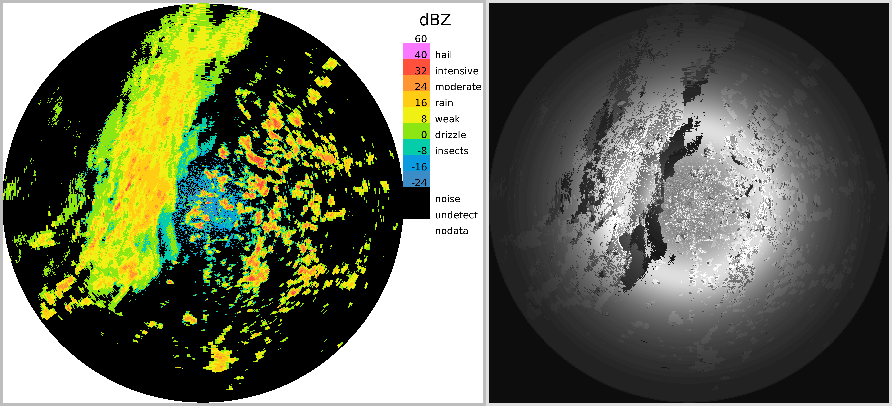 dBZ
60
40 hail
32 intensive
24 moderate
16 rain
8 weak
0 drizzle
-8 insects
-16
-24
noise
undetect
nodata